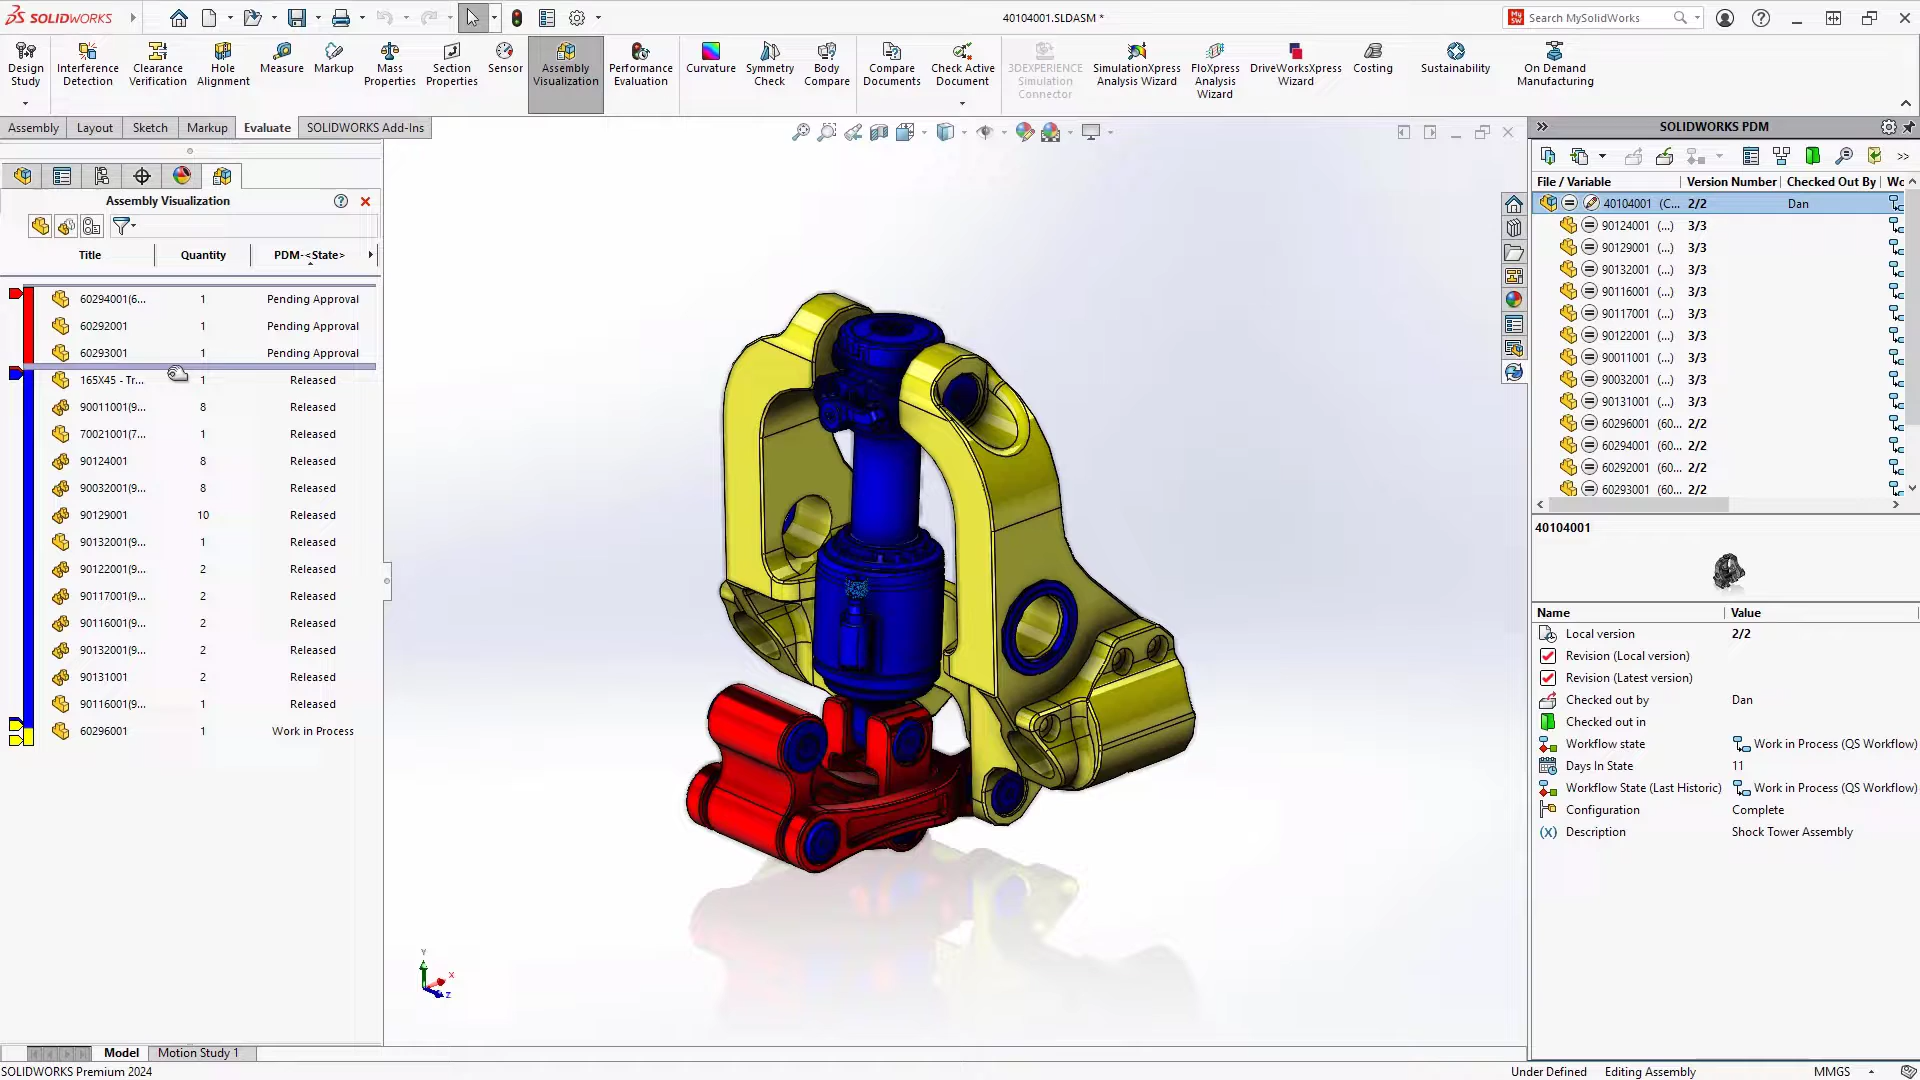 SOLIDWORKS
40104001.SLDASM *
Search MySolidWorks
Design Study
Interference Detection
Clearance Verification
Hole Alignment
Measure
Markup
Mass Properties
Section Properties
Sensor
Assembly Visualization
Performance Evaluation
Curvature
Symmetry Check
Body Compare
Compare Documents
Check Active Document
3DEXPERIENCE Simulation Connector
SimulationXpress Analysis Wizard
FloXpress Analysis Wizard
DriveWorksXpress Wizard
Costing
Sustainability
On Demand Manufacturing
Assembly Layout Sketch Markup Evaluate SOLIDWORKS Add-Ins
Assembly Visualization
Title Quantity PDM-<State>
60294001(6... 1 Pending Approval
60292001 1 Pending Approval
60293001 1 Pending Approval
165X45 - Tr... 1 Released
90011001(9... 8 Released
70021001(7... 1 Released
90124001 8 Released
90032001(9... 8 Released
90129001 10 Released
90132001(9... 1 Released
90122001(9... 2 Released
90117001(9... 2 Released
90116001(9... 2 Released
90132001(9... 2 Released
90131001 2 Released
90116001(9... 1 Released
60296001 1 Work in Process
Y
X
Z
SOLIDWORKS PDM
File / Variable Version Number Checked Out By Wc
40104001 (C... 2/2 Dan
90124001 (...) 3/3
90129001 (...) 3/3
90132001 (...) 3/3
90116001 (...) 3/3
90117001 (...) 3/3
90122001 (...) 3/3
90011001 (...) 3/3
90032001 (...) 3/3
90131001 (...) 3/3
60296001 (60... 2/2
60294001 (60... 2/2
60292001 (60... 2/2
60293001 (60... 2/2
40104001
Name Value
Local version 2/2
Revision (Local version)
Revision (Latest version)
Checked out by Dan
Checked out in
Workflow state Work in Process (QS Workflow)
Days In State 11
Workflow State (Last Historic) Work in Process (QS Workflow)
Configuration Complete
Description Shock Tower Assembly
Model Motion Study 1
SOLIDWORKS Premium 2024
Under Defined Editing Assembly MMGS